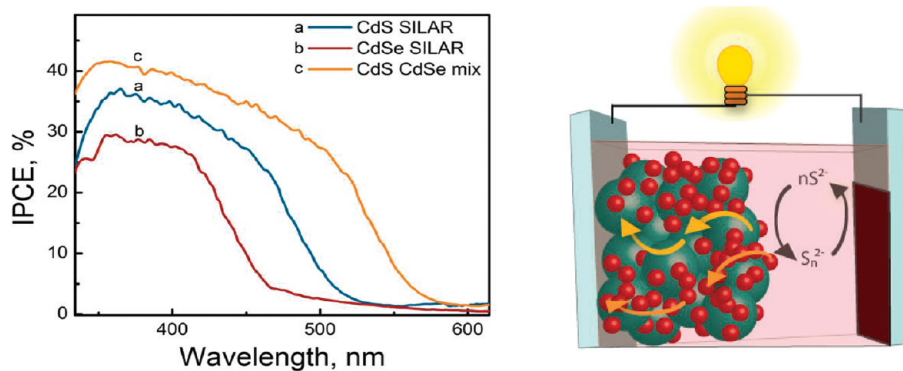 a CdS SILAR
b CdSe SILAR
c CdS CdSe mix
c
a
b
40
30
20
10
0
IPCE, %
400
500
600
Wavelength, nm
nS²⁻
Sₙ²⁻